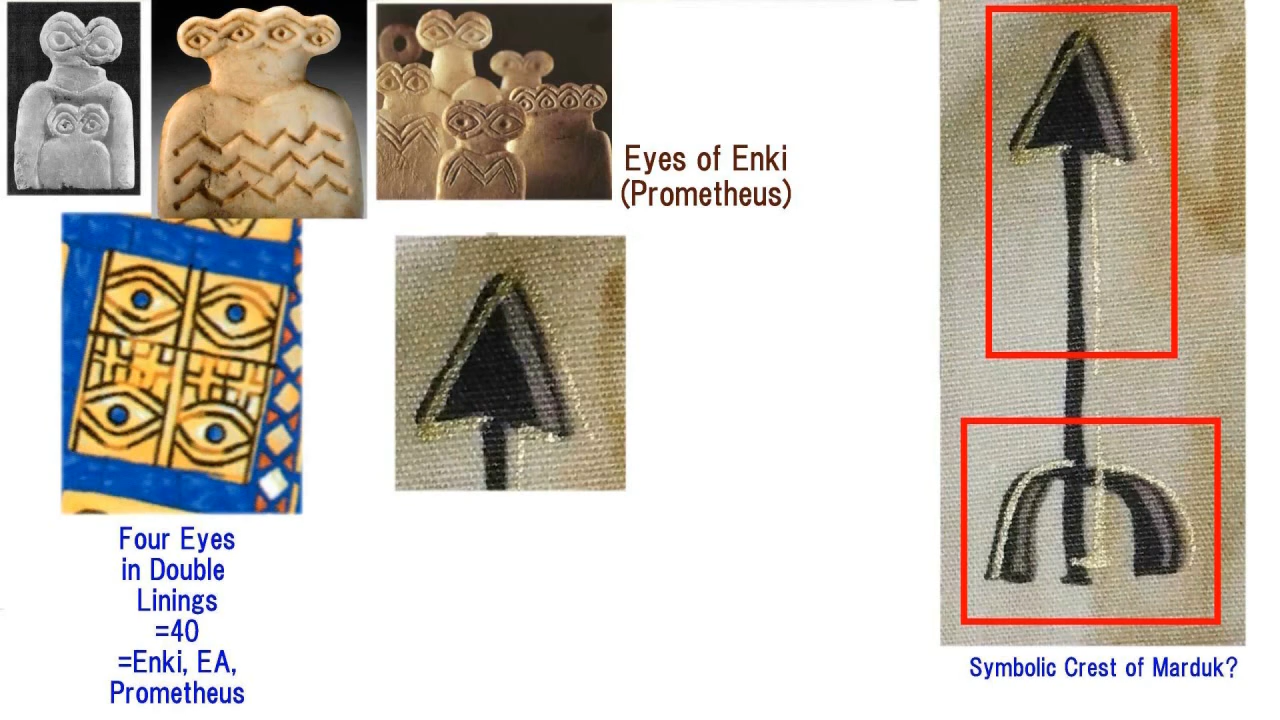 Eyes of Enki
(Prometheus)
Four Eyes
in Double
Linings
=40
=Enki, EA,
Prometheus
Symbolic Crest of Marduk?